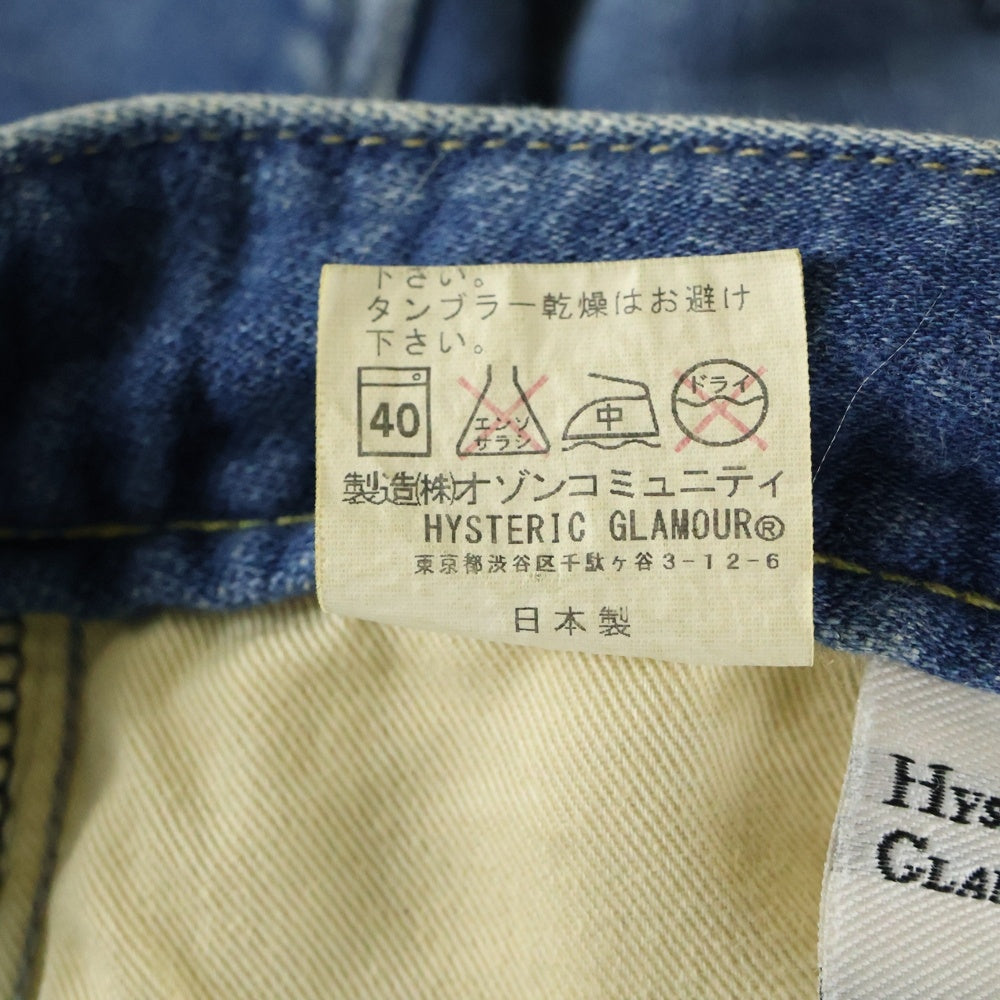 下さい。
タンブラー乾燥はお避け
下さい。
40
エンソ
サラシ
中
ドライ
製造(株)オゾンコミュニティ
HYSTERIC GLAMOUR®
東京都渋谷区千駄ヶ谷3-12-6
日本製
HYS
GLA